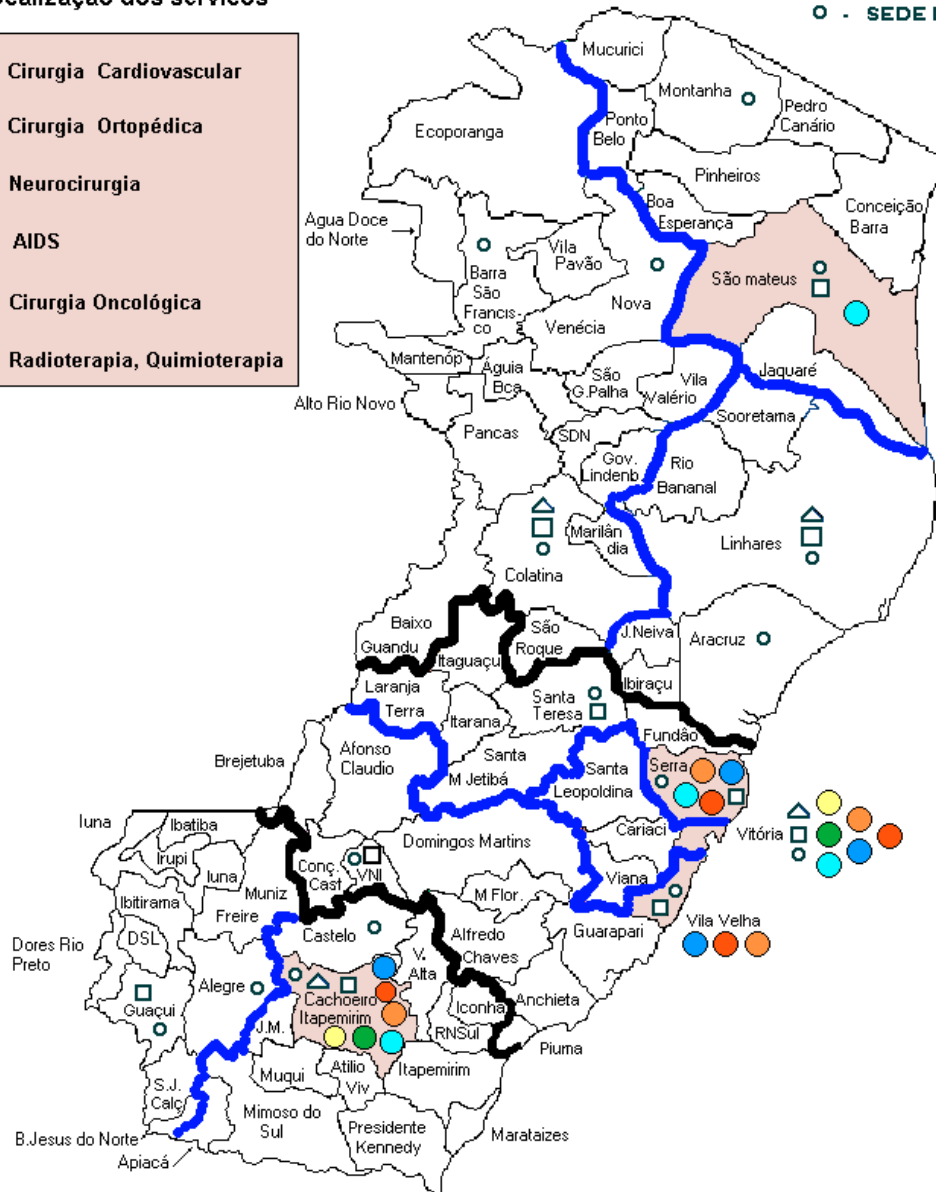 ocalização dos serviços
O - SEDE
Cirurgia Cardiovascular
Cirurgia Ortopédica
Neurocirurgia
AIDS
Cirurgia Oncológica
Radioterapia, Quimioterapia
Mucurici
Montanha
Ponto
Belo
Pedro
Canário
Ecoporanga
Pinheiros
Boa
Esperança
Conceição
Barra
Agua Doce
do Norte
Vila
Pavão
Barra
São
Francis-
co
Nova
Venécia
São mateus
Mantenóp
Águia
Bca
São
G.Palha
Vila
Valério
Jaquaré
Alto Rio Novo
Sooretama
Pancas
SDN
Gov.
Lindenb.
Rio
Bananal
Marilân
dia
Linhares
Colatina
Baixo
Guandu
Itaguaçu
São
Roque
J.Neiva
Aracruz
Ibiraçu
Laranja
Terra
Santa
Teresa
Itarana
Fundão
Brejetuba
Afonso
Claudio
Santa
M Jetibá
Santa
Leopoldina
Serra
Cariaci
Vitória
Iuna
Ibatiba
Irupi
Iuna
Domingos Martins
Conç.
Cast
VNI
Viana
M Flor.
Ibitirama
Muniz
Freire
Castelo
Guarapari
Vila Velha
DSL
Dores Rio
Preto
Alfredo
Chaves
V.
Alta
Alegre
Cachoeiro
Itapemirim
Iconha
Anchieta
Guaçui
J.M.
RNSul
Piuma
Muqui
Atilio
Viv
Itapemirim
S.J.
Calç
Mimoso do
Sul
Presidente
Kennedy
Marataizes
B.Jesus do Norte
Apiacá